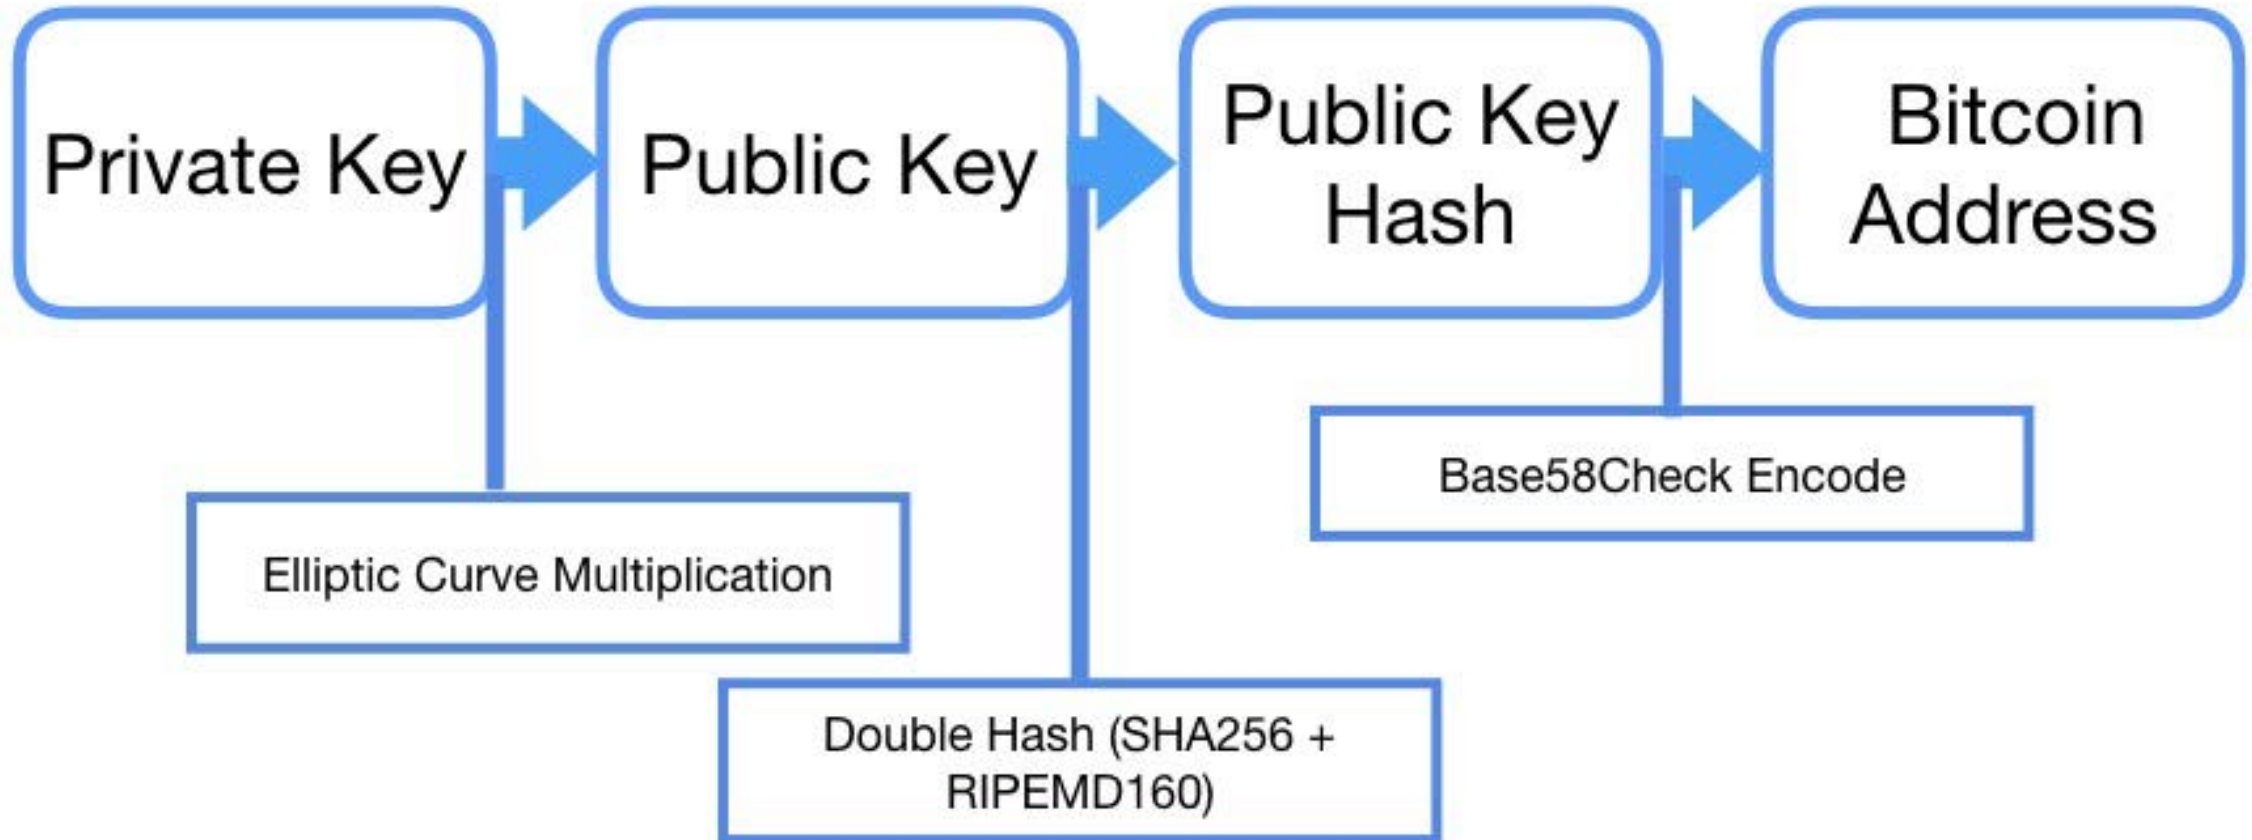 Private Key
Public Key
Public Key
Hash
Bitcoin
Address
Base58Check Encode
Elliptic Curve Multiplication
Double Hash (SHA256 +
RIPEMD160)